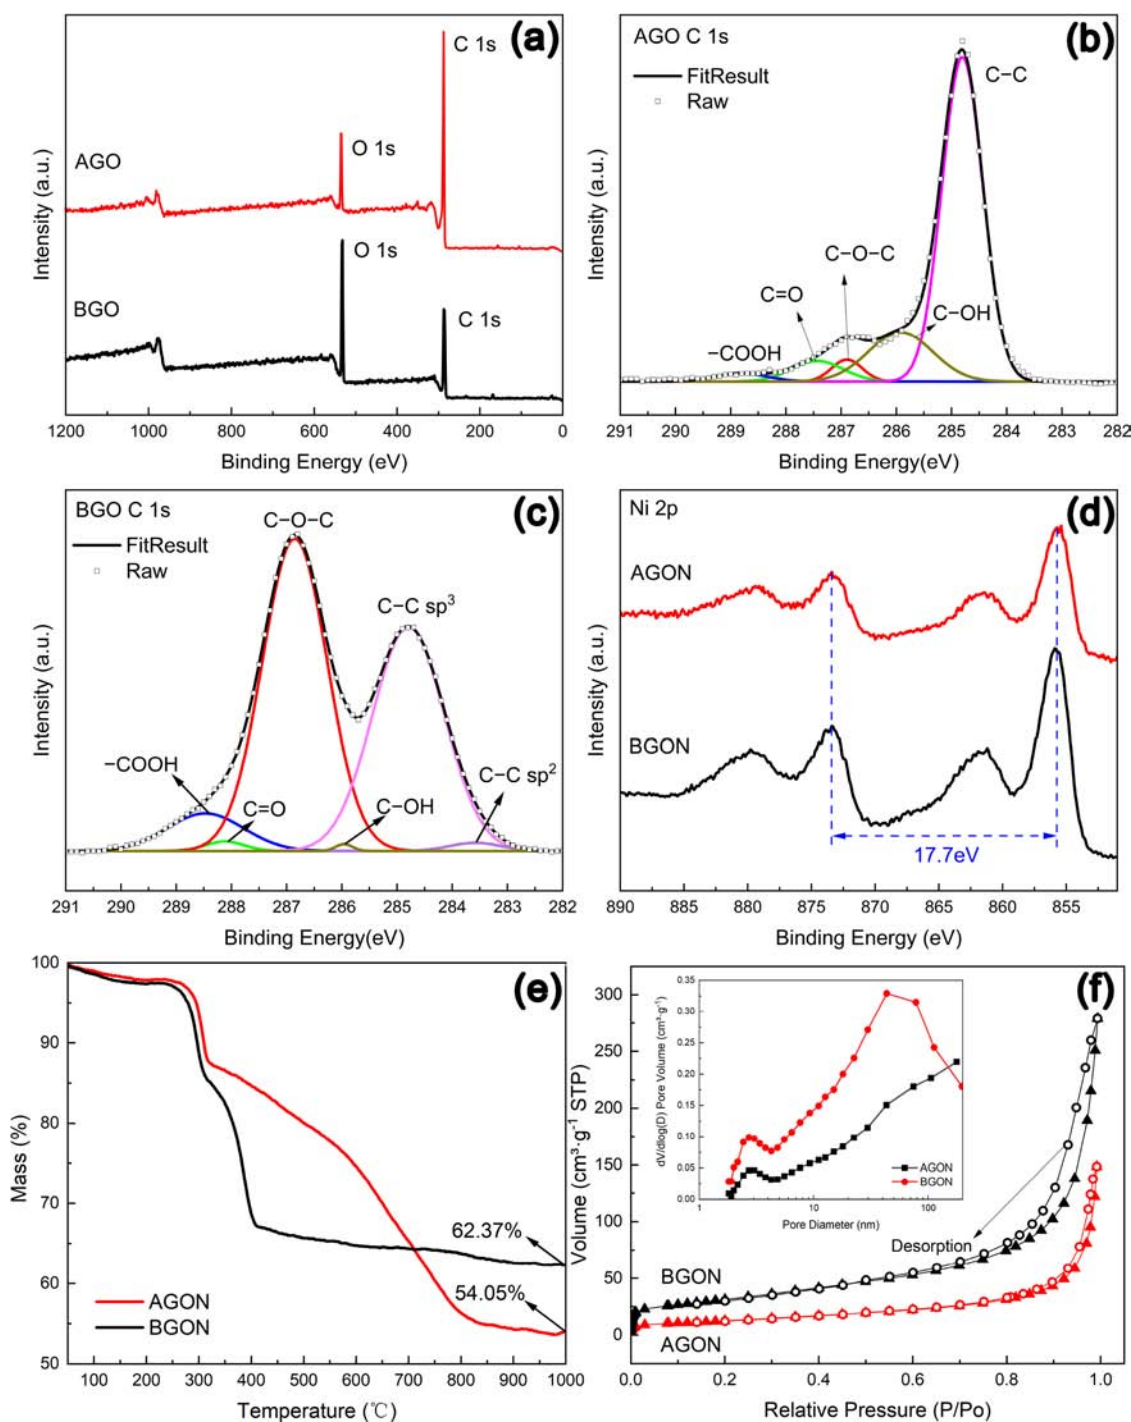 (a)
C 1s
O 1s
AGO
O 1s
BGO
C 1s
Intensity (a.u.)
1200 1000 800 600 400 200 0
Binding Energy (eV)
(b)
AGO C 1s
FitResult
Raw
C−C
C−O−C
C=O
C−OH
−COOH
Intensity (a.u.)
291 290 289 288 287 286 285 284 283 282
Binding Energy(eV)
(c)
BGO C 1s
C−O−C
FitResult
Raw
C−C sp³
−COOH
C=O
C−OH
C−C sp²
Intensity (a.u.)
291 290 289 288 287 286 285 284 283 282
Binding Energy(eV)
(d)
Ni 2p
AGON
BGON
17.7eV
Intensity (a.u.)
890 885 880 875 870 865 860 855
Binding Energy (eV)
(e)
100
90
80
70
60
50
Mass (%)
62.37%
54.05%
AGON
BGON
100 200 300 400 500 600 700 800 900 1000
Temperature (℃)
(f)
300
250
200
150
100
50
0
Volume (cm³·g⁻¹ STP)
0.35
0.30
0.25
0.20
0.15
0.10
0.05
0.00
dV/dlog(D) Pore Volume (cm³·g⁻¹)
AGON
BGON
1 10 100
Pore Diameter (nm)
Desorption
BGON
AGON
0.0 0.2 0.4 0.6 0.8 1.0
Relative Pressure (P/Po)